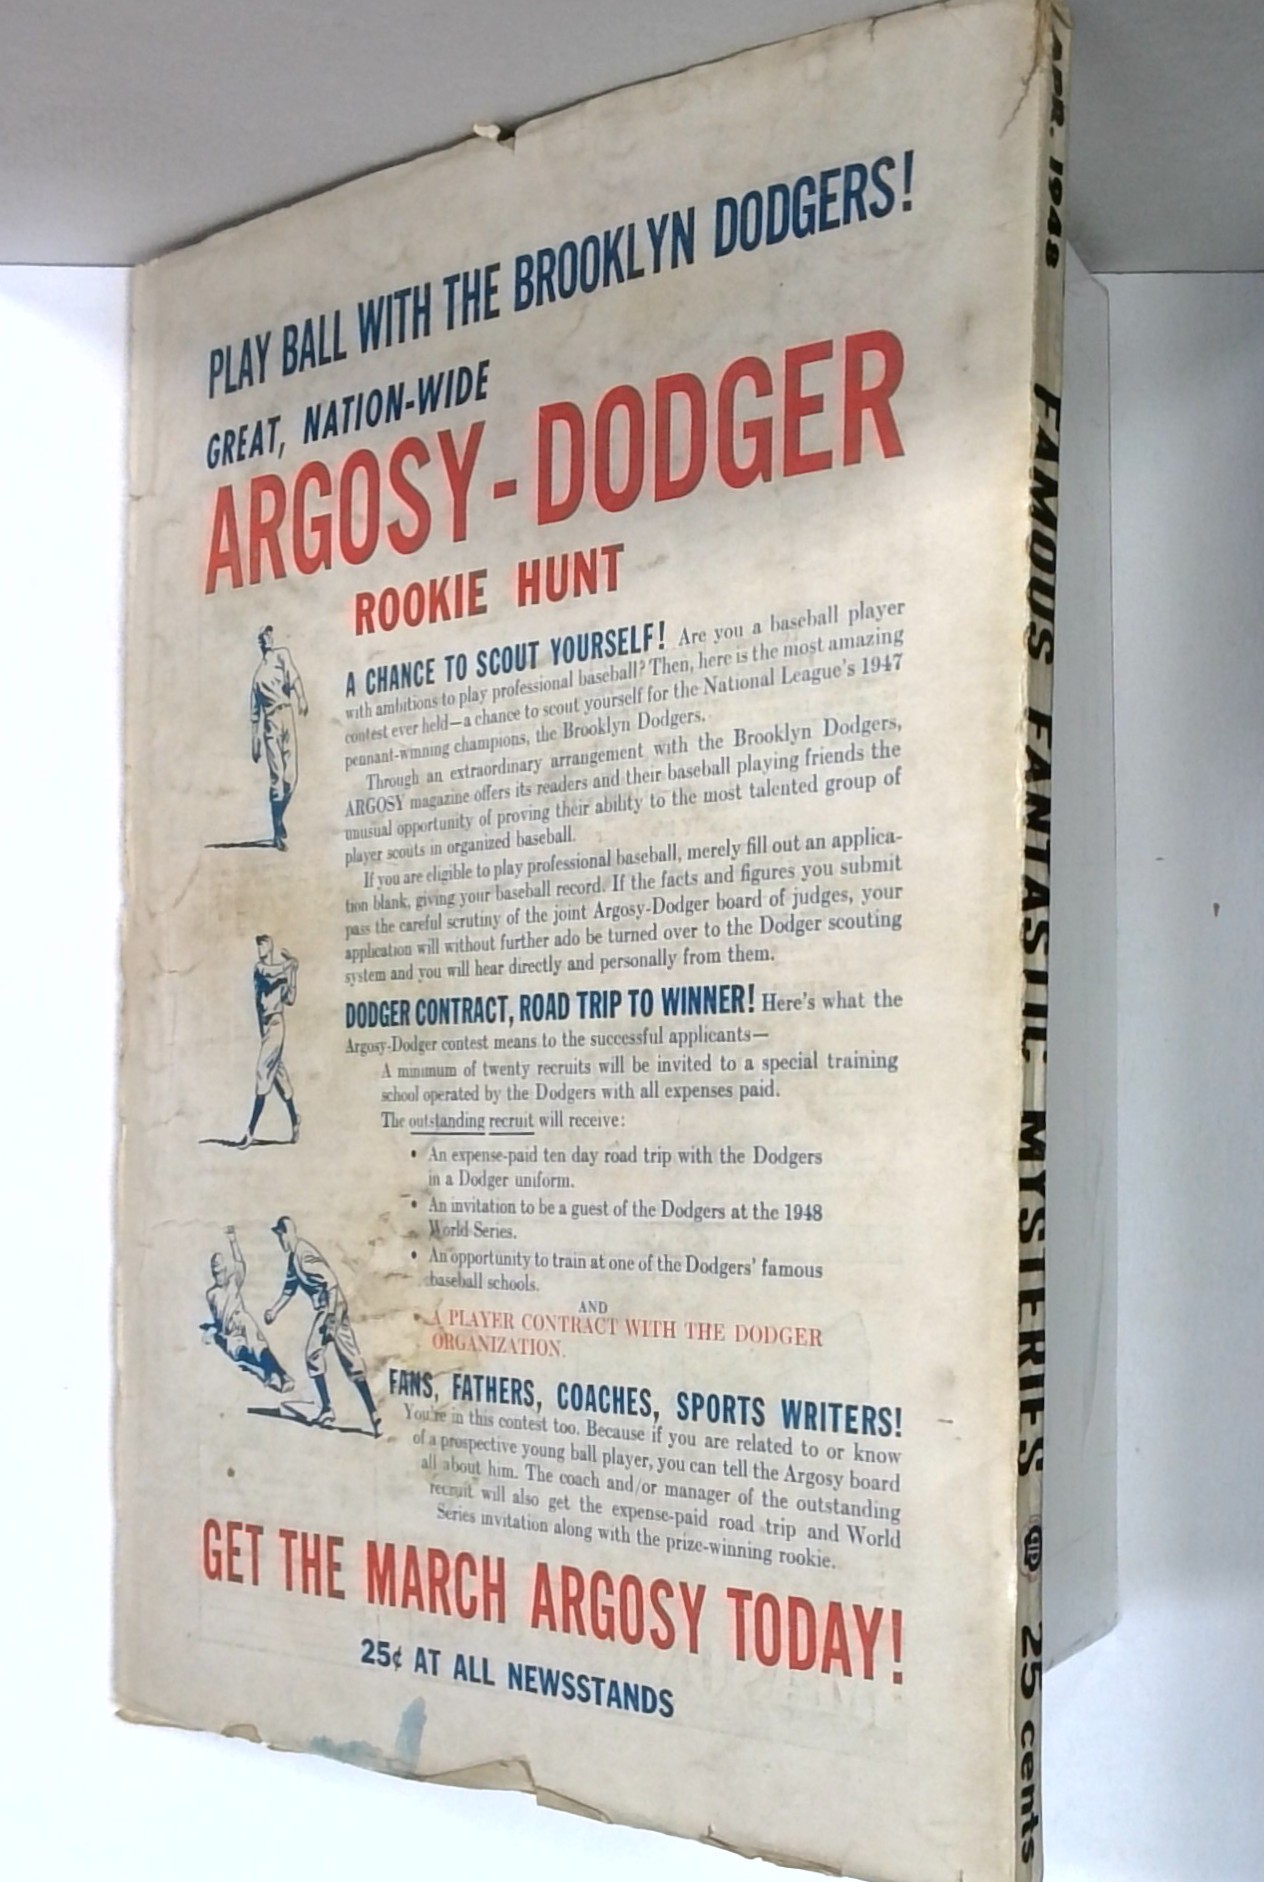 PLAY BALL WITH THE BROOKLYN DODGERS!
GREAT, NATION-WIDE
ARGOSY-DODGER
ROOKIE HUNT
A CHANCE TO SCOUT YOURSELF! Are you a baseball player
with ambitions to play professional baseball? Then, here is the most amazing
contest ever held—a chance to scout yourself for the National League's 1947
pennant-winning champions, the Brooklyn Dodgers.
Through an extraordinary arrangement with the Brooklyn Dodgers,
ARGOSY magazine offers its readers and their baseball playing friends the
unusual opportunity of proving their ability to the most talented group of
player scouts in organized baseball.
If you are eligible to play professional baseball, merely fill out an applica-
tion blank, giving your baseball record. If the facts and figures you submit
pass the careful scrutiny of the joint Argosy-Dodger board of judges, your
application will without further ado be turned over to the Dodger scouting
system and you will hear directly and personally from them.
DODGER CONTRACT, ROAD TRIP TO WINNER! Here's what the
Argosy-Dodger contest means to the successful applicants—
A minimum of twenty recruits will be invited to a special training
school operated by the Dodgers with all expenses paid.
The outstanding recruit will receive:
• An expense-paid ten day road trip with the Dodgers
in a Dodger uniform.
• An invitation to be a guest of the Dodgers at the 1948
World Series.
• An opportunity to train at one of the Dodgers' famous
baseball schools.
AND
• A PLAYER CONTRACT WITH THE DODGER
ORGANIZATION.
FANS, FATHERS, COACHES, SPORTS WRITERS!
You're in this contest too. Because if you are related to or know
of a prospective young ball player, you can tell the Argosy board
all about him. The coach and/or manager of the outstanding
recruit will also get the expense-paid road trip and World
Series invitation along with the prize-winning rookie.
GET THE MARCH ARGOSY TODAY!
25¢ AT ALL NEWSSTANDS
APR. 1948 FAMOUS FANTASTIC MYSTERIES 25 cents